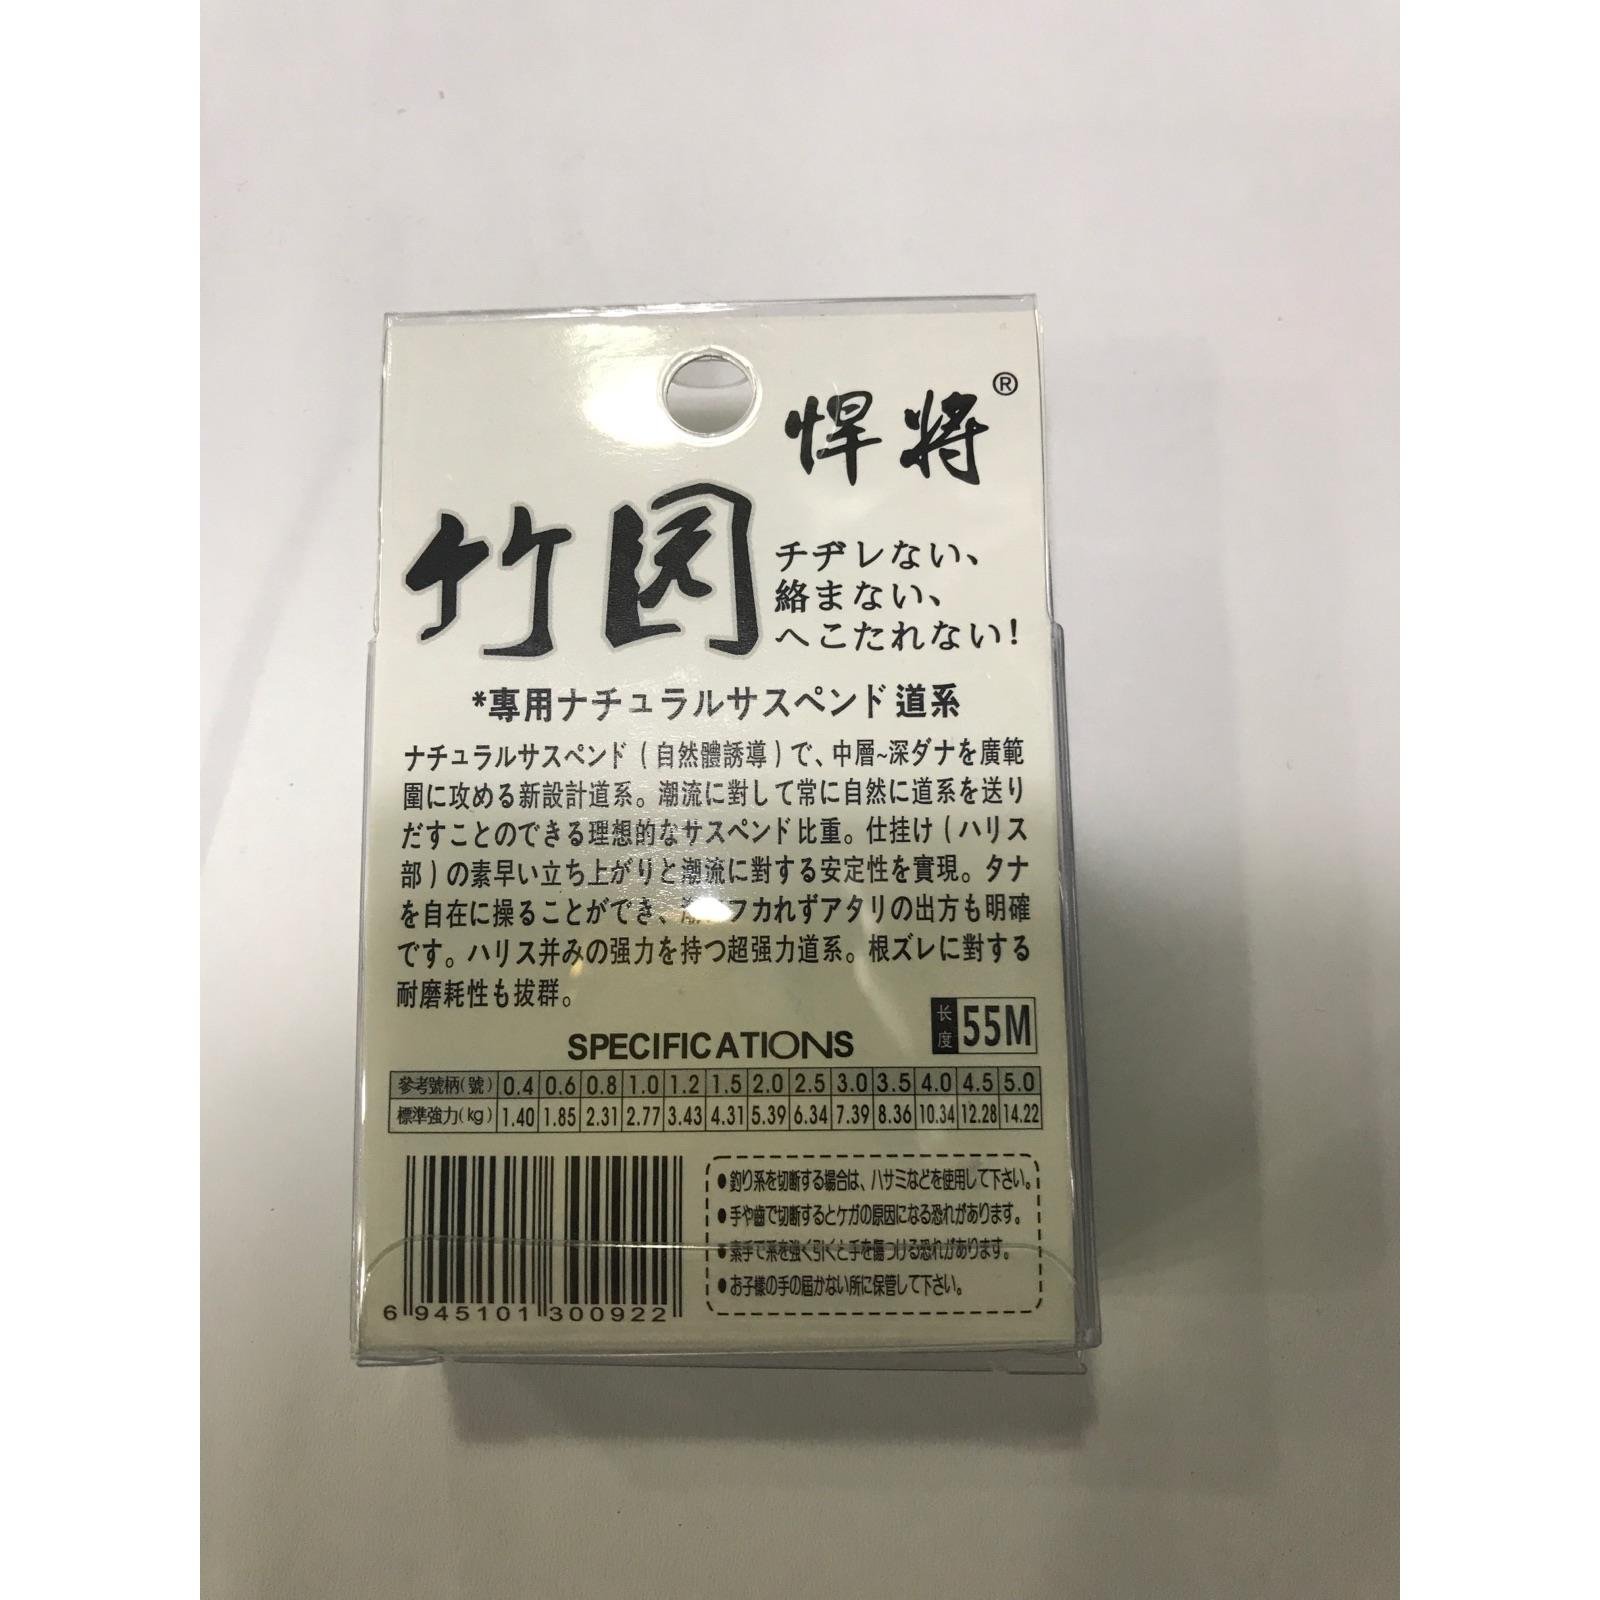 悍将®
竹园
チヂレない、
絡まない、
へこたれない!
*專用ナチュラルサスペンド道系
ナチュラルサスペンド(自然體誘導)で、中層~深ダナを廣範
圍に攻める新設計道系。潮流に對して常に自然に道系を送り
だすことのできる理想的なサスペンド比重。仕掛け(ハリス
部)の素早い立ち上がりと潮流に對する安定性を實現。タナ
を自在に操ることができ、潮 フカれずアタリの出方も明確
です。ハリス并みの强力を持つ超强力道系。根ズレに對する
耐磨耗性も拔群。
长度 55M
SPECIFICATIONS
參考號柄(號) 0.4 0.6 0.8 1.0 1.2 1.5 2.0 2.5 3.0 3.5 4.0 4.5 5.0
標準強力(kg) 1.40 1.85 2.31 2.77 3.43 4.31 5.39 6.34 7.39 8.36 10.34 12.28 14.22
●釣り系を切断する場合は、ハサミなどを使用して下さい。
●手や齒で切断するとケガの原因になる恐れがあります。
●素手で系を強く引くと手を傷つける恐れがあります。
●お子樣の手の屆かない所に保管して下さい。
6 945101 300922